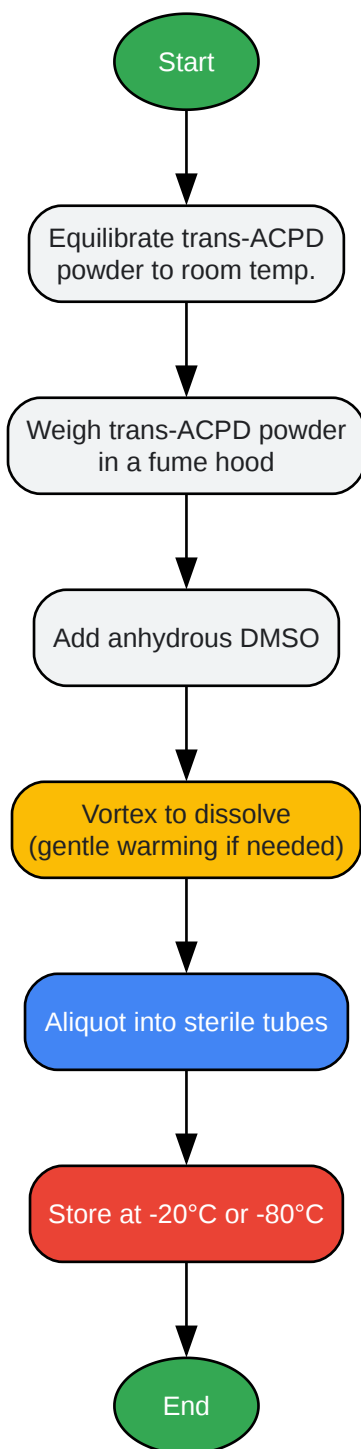 Start
Equilibrate trans-ACPD
powder to room temp.
Weigh trans-ACPD powder
in a fume hood
Add anhydrous DMSO
Vortex to dissolve
(gentle warming if needed)
Aliquot into sterile tubes
Store at -20°C or -80°C
End